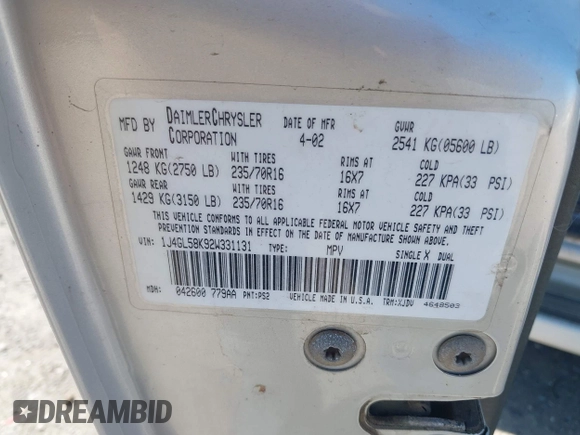 MFD BY DAIMLERCHRYSLER CORPORATION DATE OF MFR 4-02 GVWR 2541 KG(05600 LB)
GAWR FRONT WITH TIRES RIMS AT COLD
1248 KG(2750 LB) 235/70R16 16X7 227 KPA(33 PSI)
GAWR REAR WITH TIRES RIMS AT COLD
1429 KG(3150 LB) 235/70R16 16X7 227 KPA(33 PSI)
THIS VEHICLE CONFORMS TO ALL APPLICABLE FEDERAL MOTOR VEHICLE SAFETY AND THEFT
PREVENTION STANDARDS IN EFFECT ON THE DATE OF MANUFACTURE SHOWN ABOVE.
VIN: 1J4GL58K92W331131 TYPE: MPV SINGLE X DUAL
MDH: 042600 779AA PNT:PS2 VEHICLE MADE IN U.S.A. TRM:XJDV 4648503
DREAMBID